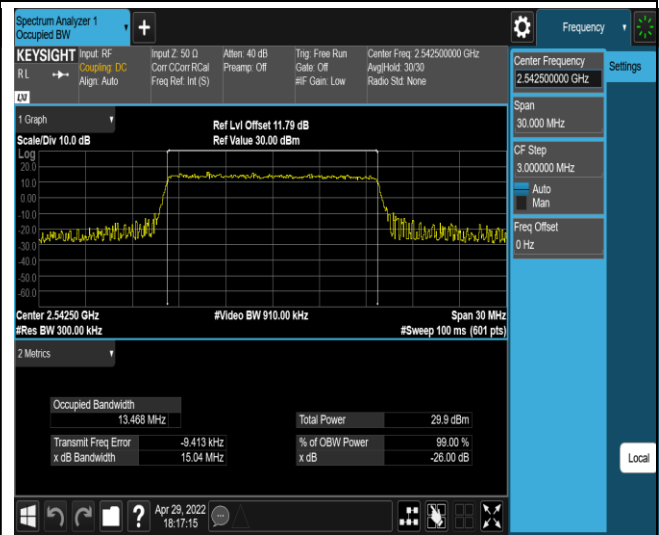 Spectrum Analyzer 1
Occupied BW
+
Frequency
KEYSIGHT
RL
LXI
Input: RF
Coupling: DC
Align: Auto
Input Z: 50 Ω
Corr CCorr RCal
Freq Ref: Int (S)
Atten: 40 dB
Preamp: Off
Trig: Free Run
Gate: Off
#IF Gain: Low
Center Freq: 2.542500000 GHz
Avg|Hold: 30/30
Radio Std: None
Center Frequency
2.542500000 GHz
Settings
Span
30.000 MHz
CF Step
3.000000 MHz
Auto
Man
Freq Offset
0 Hz
1 Graph
Scale/Div 10.0 dB
Ref Lvl Offset 11.79 dB
Ref Value 30.00 dBm
Log
20.0
10.0
0.00
-10.0
-20.0
-30.0
-40.0
-50.0
-60.0
Center 2.54250 GHz
#Video BW 910.00 kHz
Span 30 MHz
#Res BW 300.00 kHz
#Sweep 100 ms (601 pts)
2 Metrics
Occupied Bandwidth
13.468 MHz
Total Power 29.9 dBm
Transmit Freq Error -9.413 kHz
% of OBW Power 99.00 %
x dB Bandwidth 15.04 MHz
x dB -26.00 dB
Local
?
Apr 29, 2022
18:17:15